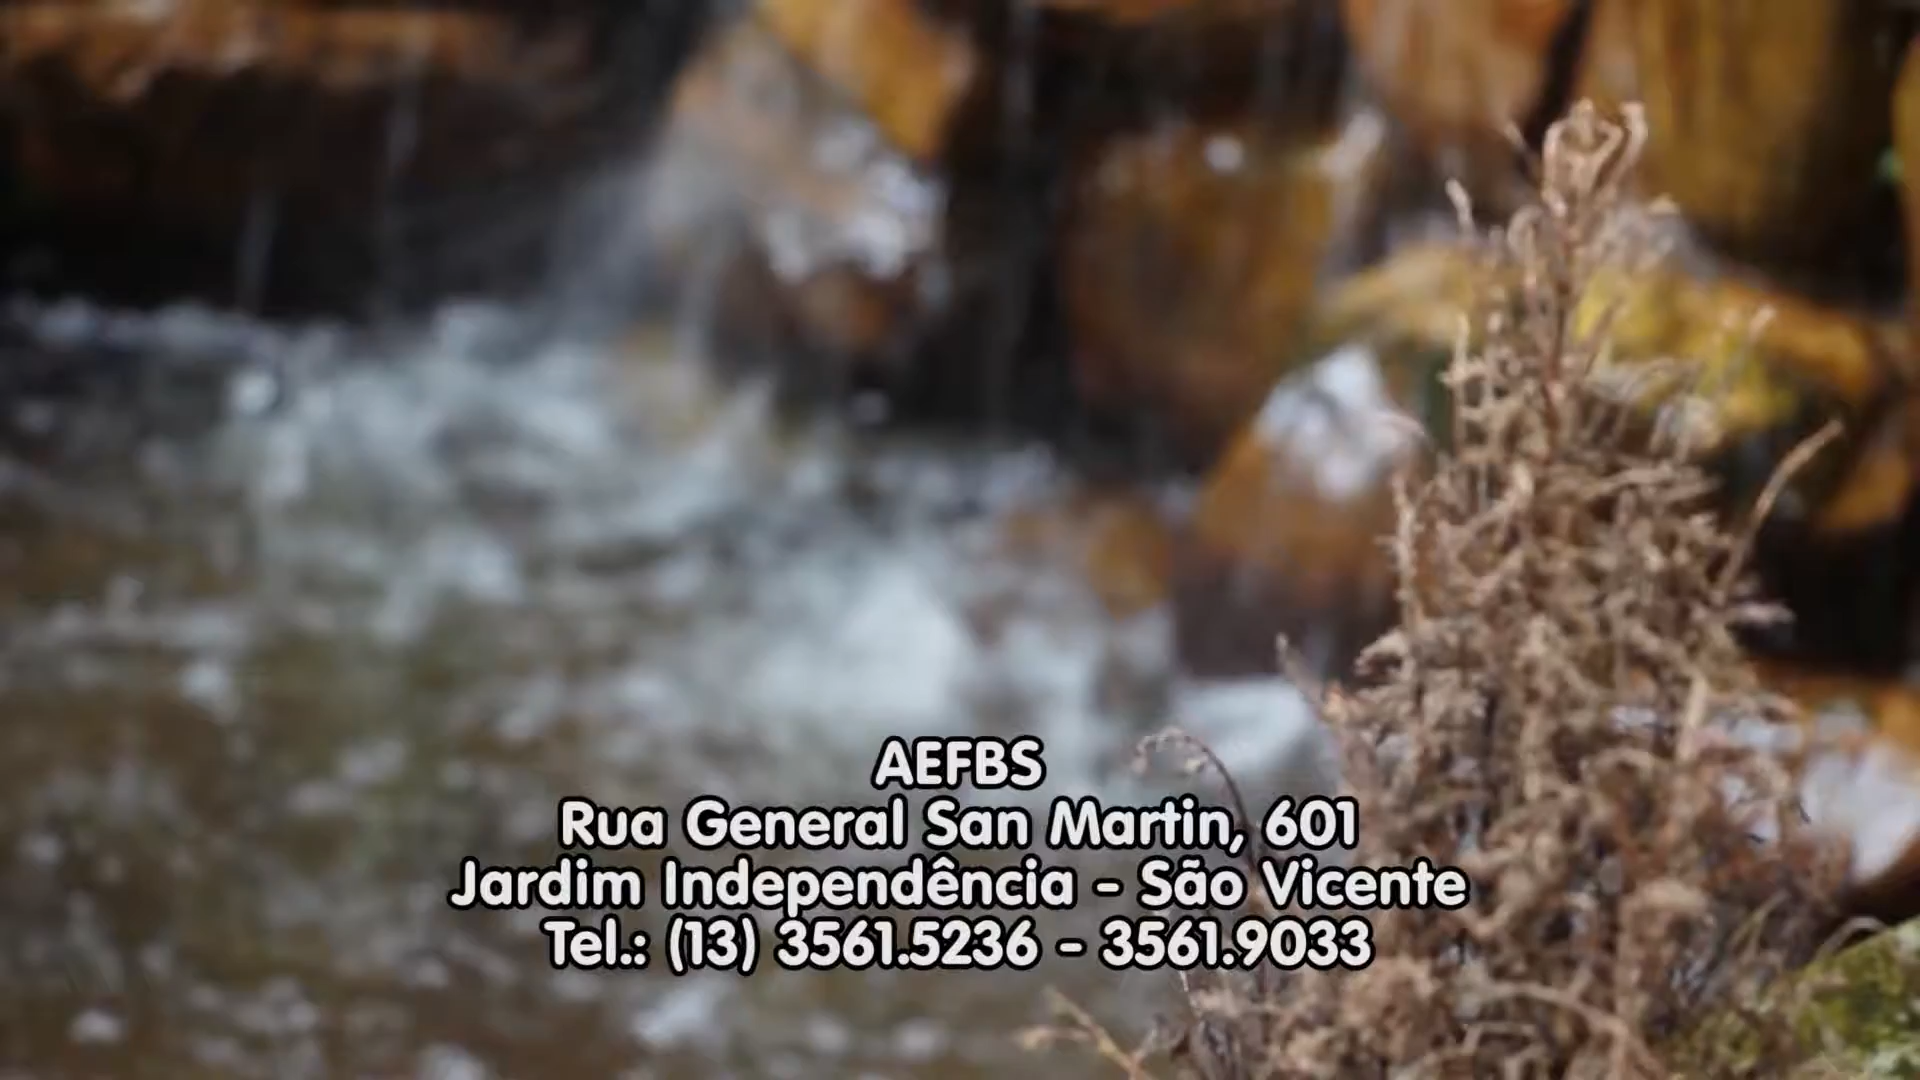 AEFBS
Rua General San Martin, 601
Jardim Independência - São Vicente
Tel.: (13) 3561.5236 - 3561.9033